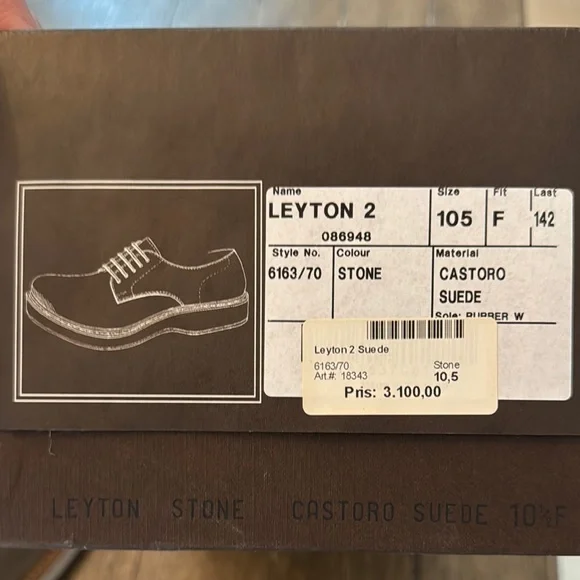 Name
Size
Fit
Last
LEYTON 2
105
F
142
086948
Style No.
Colour
Material
6163/70
STONE
CASTORO
SUEDE
Sole: RUBBER W
Leyton 2 Suede
6163/70
Stone
Art.#: 18343
10,5
Pris: 3.100,00
LEYTON STONE CASTORO SUEDE 10½F